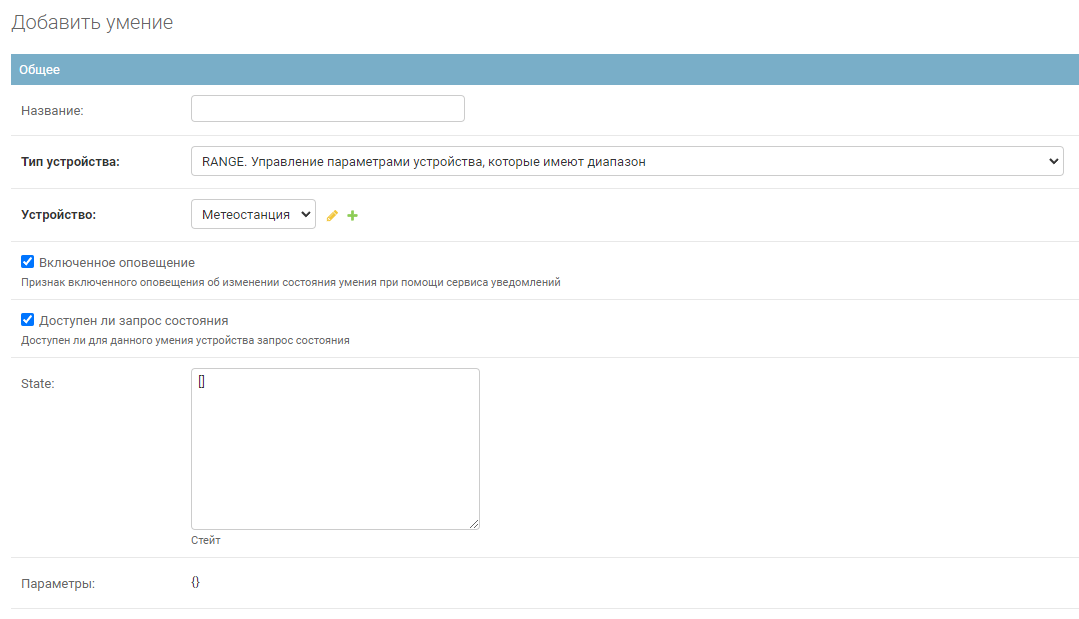 Добавить умение
Общее
Название:
Тип устройства:
RANGE. Управление параметрами устройства, которые имеют диапазон
Устройство:
Метеостанция
Включенное оповещение
Признак включенного оповещения об изменении состояния умения при помощи сервиса уведомлений
Доступен ли запрос состояния
Доступен ли для данного умения устройства запрос состояния
State:
[]
Стейт
Параметры:
{}